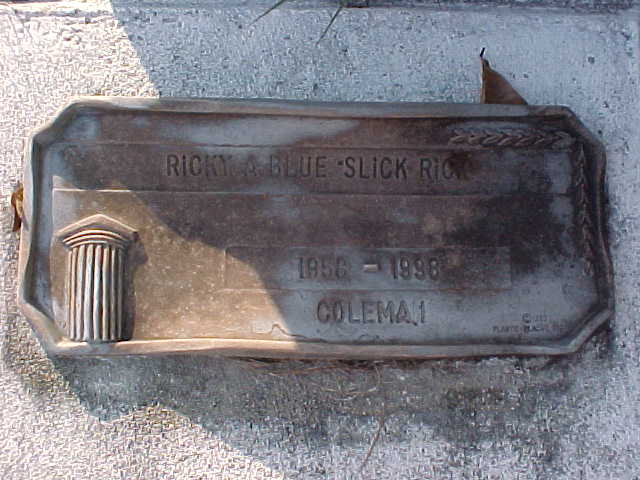 RICKY A BLUE "SLICK RICK"
1956 - 1998
COLEMAN